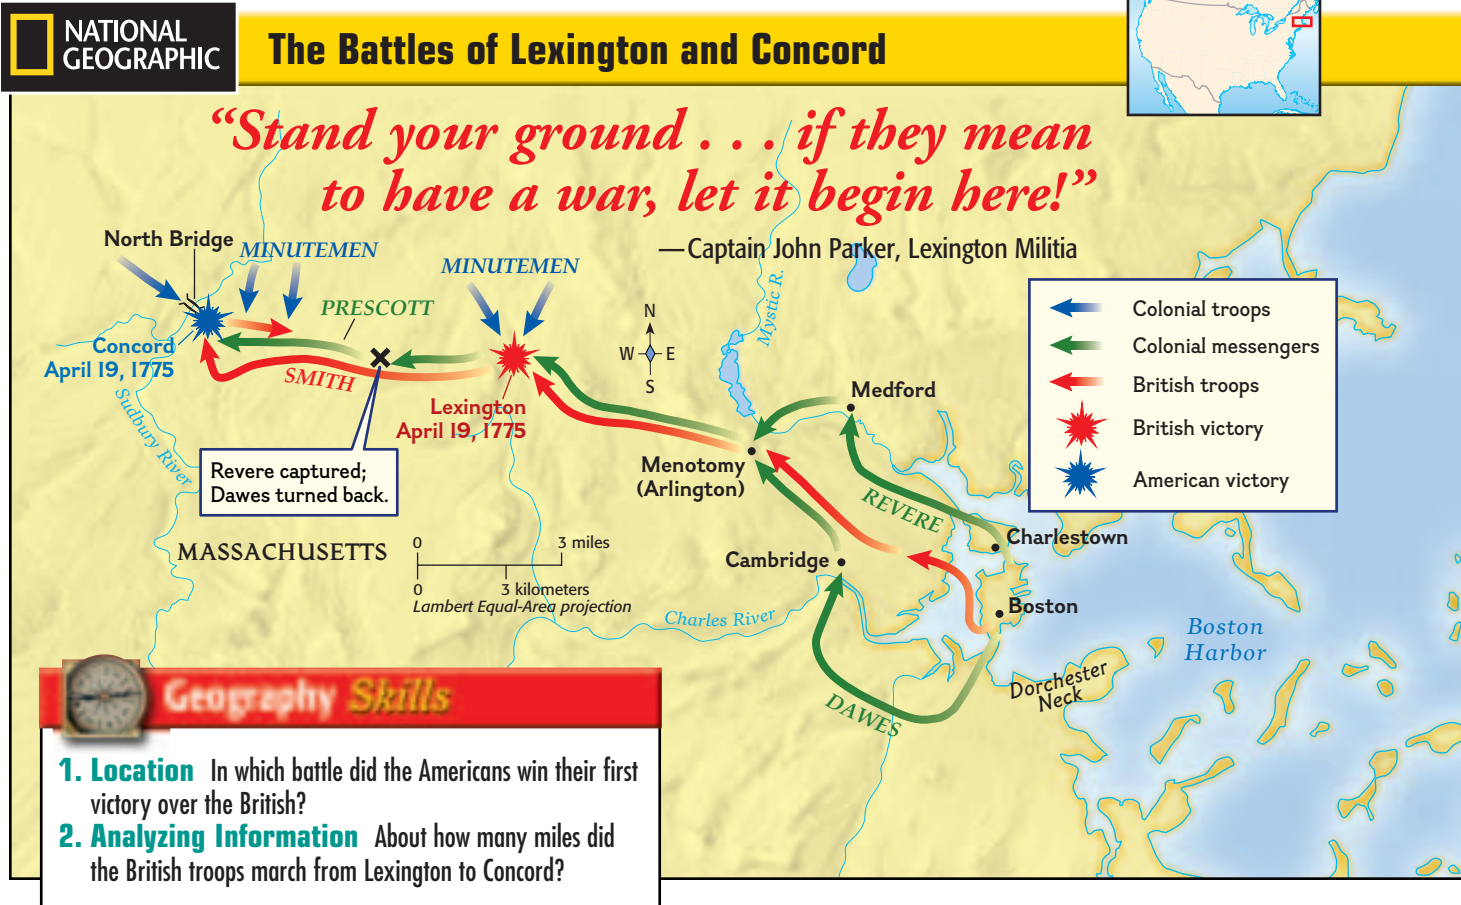 NATIONAL
GEOGRAPHIC
The Battles of Lexington and Concord
“Stand your ground . . . if they mean
to have a war, let it begin here!”
—Captain John Parker, Lexington Militia
North Bridge
MINUTEMEN
MINUTEMEN
PRESCOTT
Concord
April 19, 1775
SMITH
Lexington
April 19, 1775
Sudbury River
Revere captured;
Dawes turned back.
MASSACHUSETTS
N
W
E
S
Mystic R.
Medford
Menotomy
(Arlington)
REVERE
Charlestown
Cambridge
Boston
Charles River
DAWES
Dorchester
Neck
Boston
Harbor
0
3 miles
0
3 kilometers
Lambert Equal-Area projection
Colonial troops
Colonial messengers
British troops
British victory
American victory
Geography Skills
1. Location In which battle did the Americans win their first
victory over the British?
2. Analyzing Information About how many miles did
the British troops march from Lexington to Concord?